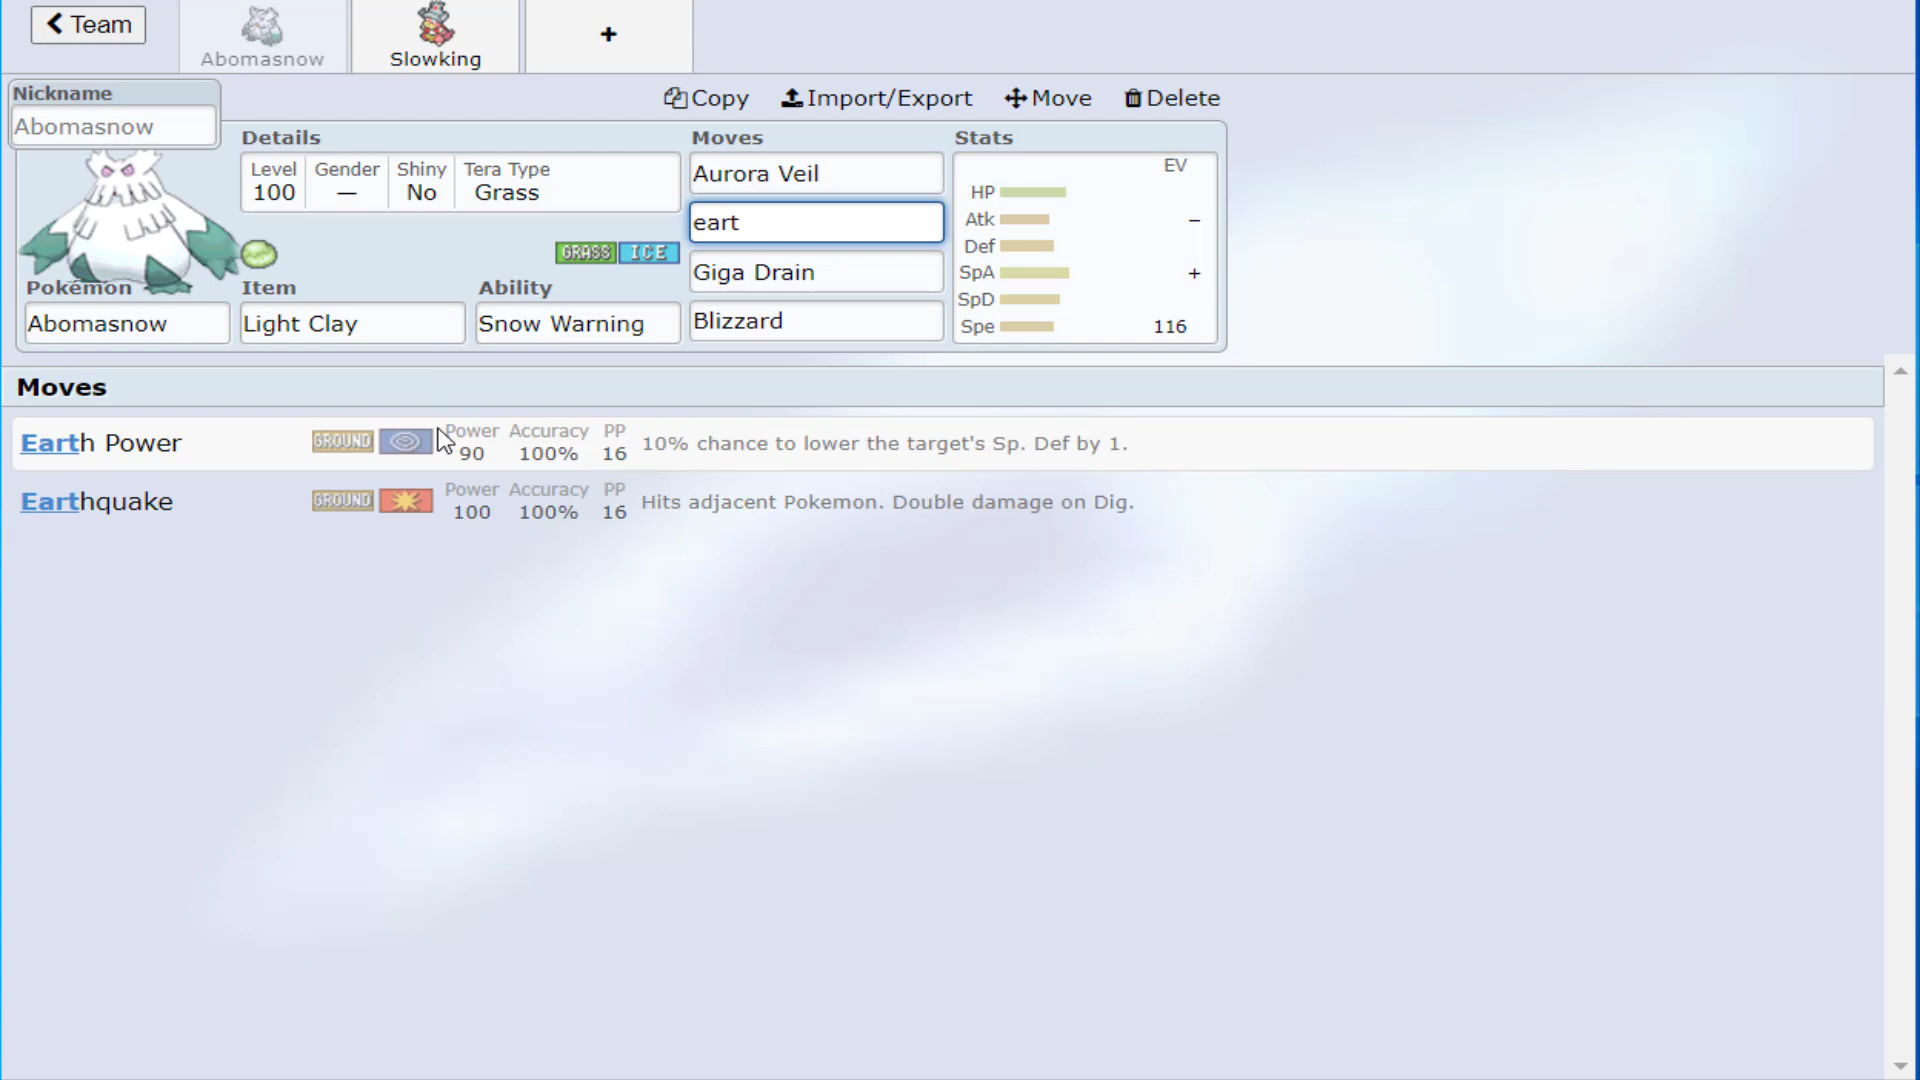 Team
Abomasnow
Slowking
+
Nickname
Abomasnow
Copy
Import/Export
Move
Delete
Details
Moves
Stats
Level
Gender
Shiny
Tera Type
100
—
No
Grass
Aurora Veil
EV
HP
eart
Atk
−
Def
GRASS
ICE
Giga Drain
SpA
+
Pokémon
Item
Ability
SpD
Abomasnow
Light Clay
Snow Warning
Blizzard
Spe
116
Moves
Earth Power
GROUND
Power
90
Accuracy
100%
PP
16
10% chance to lower the target's Sp. Def by 1.
Earthquake
GROUND
Power
100
Accuracy
100%
PP
16
Hits adjacent Pokemon. Double damage on Dig.